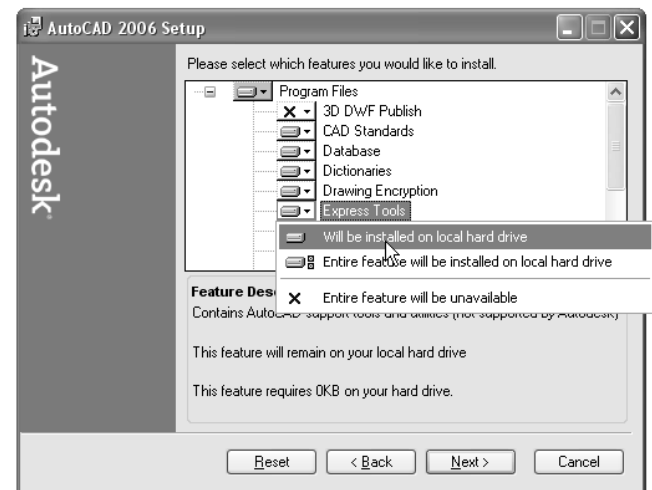 AutoCAD 2006 Setup
Autodesk
Please select which features you would like to install.
Program Files
3D DWF Publish
CAD Standards
Database
Dictionaries
Drawing Encryption
Express Tools
Will be installed on local hard drive
Entire feature will be installed on local hard drive
Entire feature will be unavailable
Feature Des
Contains AutoCAD support tools and utilities (not supported by Autodesk)
This feature will remain on your local hard drive
This feature requires 0KB on your hard drive.
Reset
< Back
Next >
Cancel